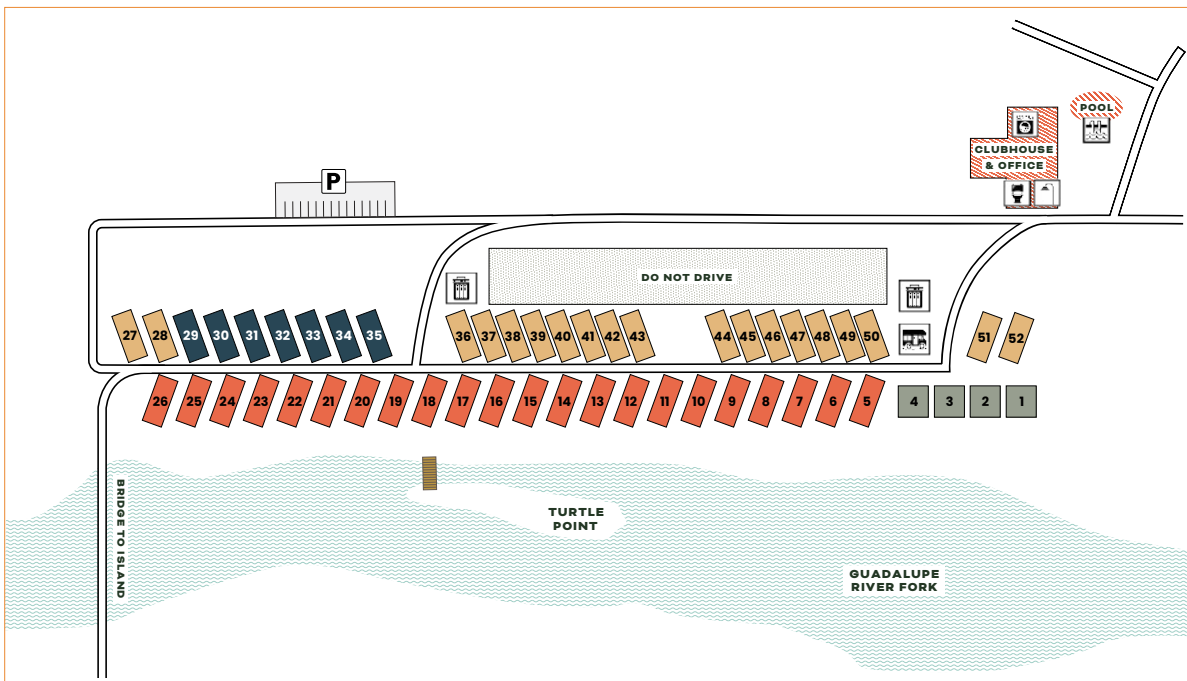 POOL
CLUBHOUSE
& OFFICE
P
DO NOT DRIVE
27 28 29 30 31 32 33 34 35 36 37 38 39 40 41 42 43 44 45 46 47 48 49 50 51 52
26 25 24 23 22 21 20 19 18 17 16 15 14 13 12 11 10 9 8 7 6 5 4 3 2 1
BRIDGE TO ISLAND
TURTLE
POINT
GUADALUPE
RIVER FORK